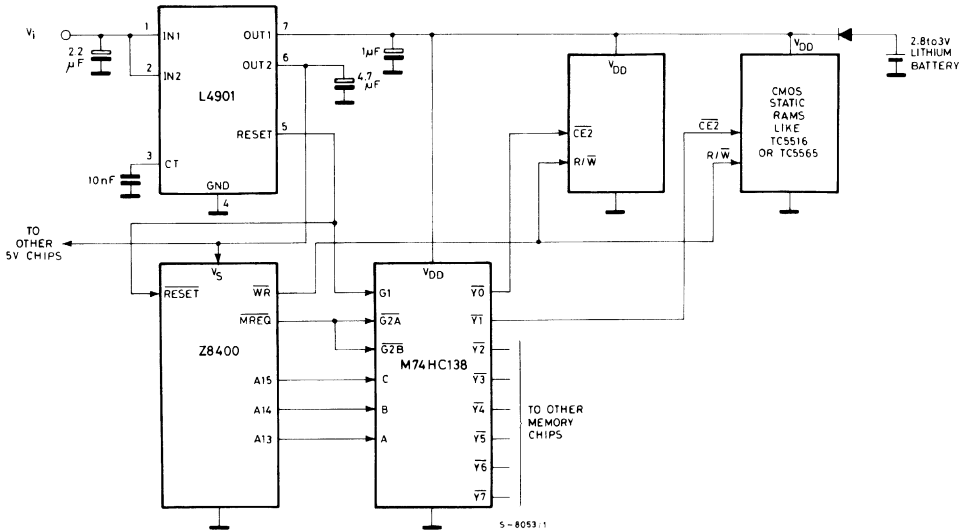 Vi
2.2
µF
1
IN1
2
IN2
L4901
3
CT
10nF
GND
4
OUT1
7
OUT2
6
RESET
5
1µF
4.7
µF
VDD
CE2
R/W
VDD
CMOS
STATIC
RAMS
LIKE
TC5516
OR TC5565
CE2
R/W
2.8to3V
LITHIUM
BATTERY
TO
OTHER
5V CHIPS
VS
RESET
WR
MREQ
Z8400
A15
A14
A13
VDD
G1
G2A
G2B
M74HC138
C
B
A
Y0
Y1
Y2
Y3
Y4
Y5
Y6
Y7
TO OTHER
MEMORY
CHIPS
S-8053/1